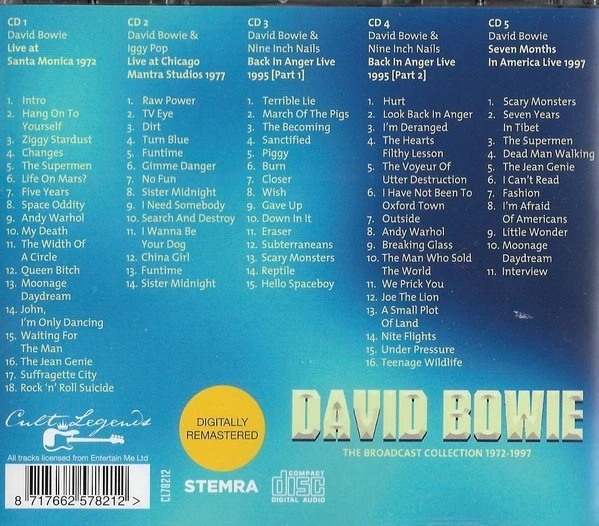 CD 1
David Bowie
Live at
Santa Monica 1972
1. Intro
2. Hang On To
Yourself
3. Ziggy Stardust
4. Changes
5. The Supermen
6. Life On Mars?
7. Five Years
8. Space Oddity
9. Andy Warhol
10. My Death
11. The Width Of
A Circle
12. Queen Bitch
13. Moonage
Daydream
14. John,
I'm Only Dancing
15. Waiting For
The Man
16. The Jean Genie
17. Suffragette City
18. Rock 'n' Roll Suicide
CD 2
David Bowie &
Iggy Pop
Live at Chicago
Mantra Studios 1977
1. Raw Power
2. TV Eye
3. Dirt
4. Turn Blue
5. Funtime
6. Gimme Danger
7. No Fun
8. Sister Midnight
9. I Need Somebody
10. Search And Destroy
11. I Wanna Be
Your Dog
12. China Girl
13. Funtime
14. Sister Midnight
CD 3
David Bowie &
Nine Inch Nails
Back In Anger Live
1995 [Part 1]
1. Terrible Lie
2. March Of The Pigs
3. The Becoming
4. Sanctified
5. Piggy
6. Burn
7. Closer
8. Wish
9. Gave Up
10. Down In It
11. Eraser
12. Subterraneans
13. Scary Monsters
14. Reptile
15. Hello Spaceboy
CD 4
David Bowie &
Nine Inch Nails
Back In Anger Live
1995 [Part 2]
1. Hurt
2. Look Back In Anger
3. I'm Deranged
4. The Hearts
Filthy Lesson
5. The Voyeur Of
Utter Destruction
6. I Have Not Been To
Oxford Town
7. Outside
8. Andy Warhol
9. Breaking Glass
10. The Man Who Sold
The World
11. We Prick You
12. Joe The Lion
13. A Small Plot
Of Land
14. Nite Flights
15. Under Pressure
16. Teenage Wildlife
CD 5
David Bowie
Seven Months
In America Live 1997
1. Scary Monsters
2. Seven Years
In Tibet
3. The Supermen
4. Dead Man Walking
5. The Jean Genie
6. I Can't Read
7. Fashion
8. I'm Afraid
Of Americans
9. Little Wonder
10. Moonage
Daydream
11. Interview
Cult Legends
All tracks licensed from Entertain Me Ltd
8 717662 578212 >
CL78212
DIGITALLY
REMASTERED
STEMRA
COMPACT
disc
DIGITAL AUDIO
DAVID BOWIE
THE BROADCAST COLLECTION 1972-1997